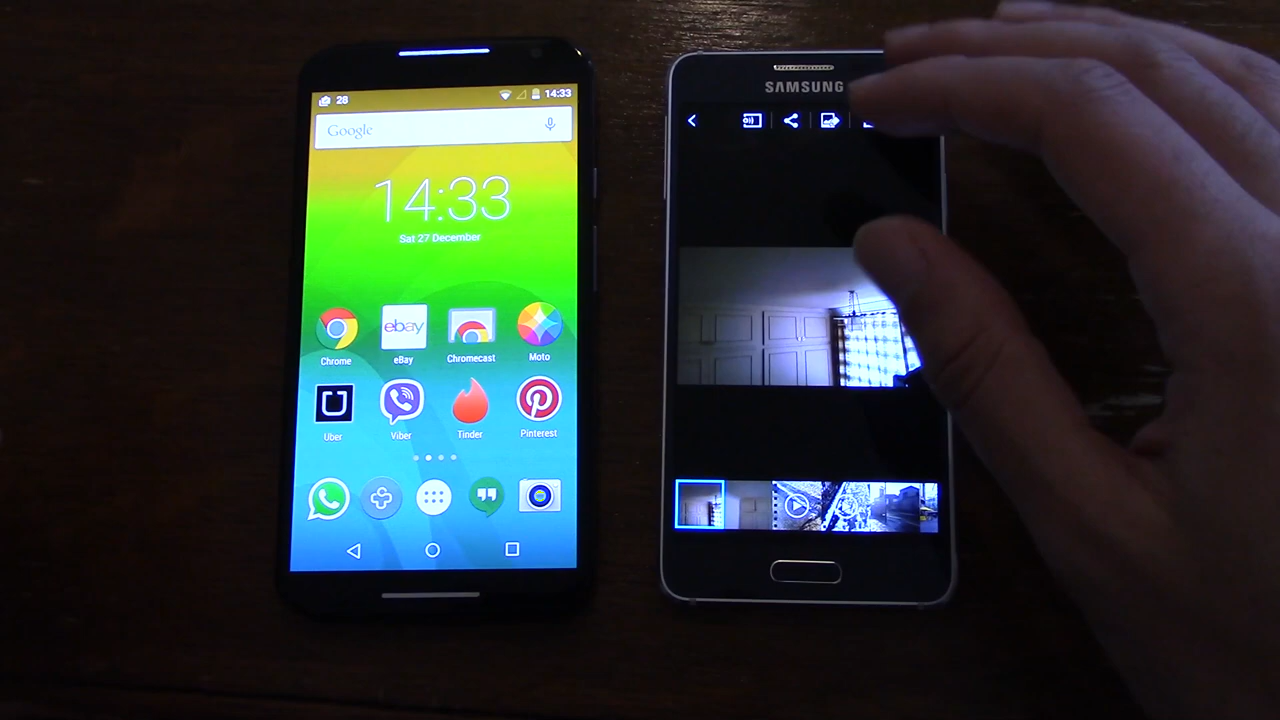 28
14:33
Google
14:33
Sat 27 December
ebay
Chrome
eBay
Chromecast
Moto
Uber
Viber
Tinder
Pinterest
SAMSUNG